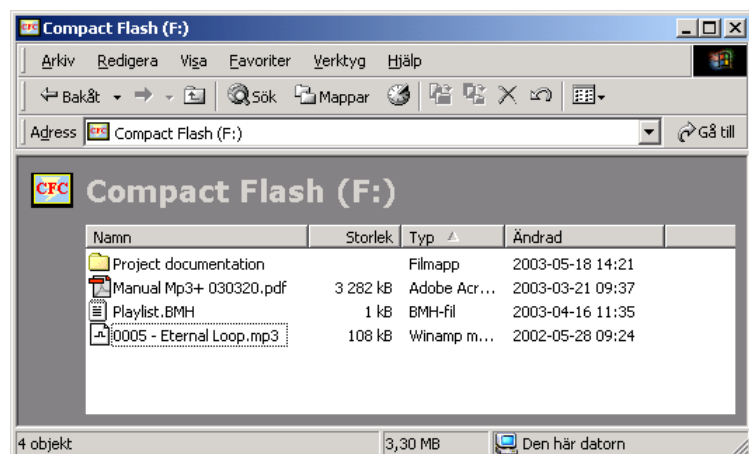 Compact Flash (F:)
Arkiv Redigera Visa Favoriter Verktyg Hjälp
Bakåt Sök Mappar
Adress Compact Flash (F:) Gå till
CFC Compact Flash (F:)
Namn Storlek Typ Ändrad
Project documentation Filmapp 2003-05-18 14:21
Manual Mp3+ 030320.pdf 3 282 kB Adobe Acr... 2003-03-21 09:37
Playlist.BMH 1 kB BMH-fil 2003-04-16 11:35
0005 - Eternal Loop.mp3 108 kB Winamp m... 2002-05-28 09:24
4 objekt 3,30 MB Den här datorn